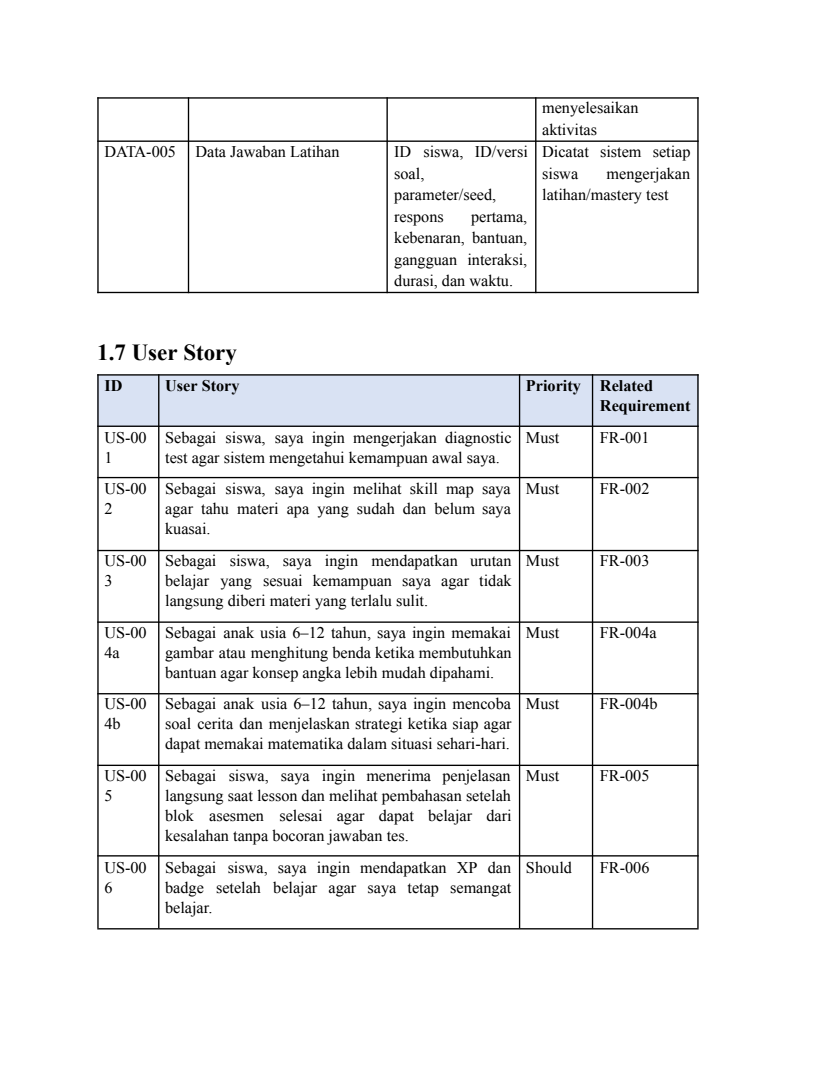 menyelesaikan
aktivitas
DATA-005 Data Jawaban Latihan ID siswa, ID/versi Dicatat sistem setiap
soal, siswa mengerjakan
parameter/seed, latihan/mastery test
respons pertama,
kebenaran, bantuan,
gangguan interaksi,
durasi, dan waktu.
1.7 User Story
ID User Story Priority Related
Requirement
US-00 Sebagai siswa, saya ingin mengerjakan diagnostic Must FR-001
1 test agar sistem mengetahui kemampuan awal saya.
US-00 Sebagai siswa, saya ingin melihat skill map saya Must FR-002
2 agar tahu materi apa yang sudah dan belum saya
kuasai.
US-00 Sebagai siswa, saya ingin mendapatkan urutan Must FR-003
3 belajar yang sesuai kemampuan saya agar tidak
langsung diberi materi yang terlalu sulit.
US-00 Sebagai anak usia 6–12 tahun, saya ingin memakai Must FR-004a
4a gambar atau menghitung benda ketika membutuhkan
bantuan agar konsep angka lebih mudah dipahami.
US-00 Sebagai anak usia 6–12 tahun, saya ingin mencoba Must FR-004b
4b soal cerita dan menjelaskan strategi ketika siap agar
dapat memakai matematika dalam situasi sehari-hari.
US-00 Sebagai siswa, saya ingin menerima penjelasan Must FR-005
5 langsung saat lesson dan melihat pembahasan setelah
blok asesmen selesai agar dapat belajar dari
kesalahan tanpa bocoran jawaban tes.
US-00 Sebagai siswa, saya ingin mendapatkan XP dan Should FR-006
6 badge setelah belajar agar saya tetap semangat
belajar.